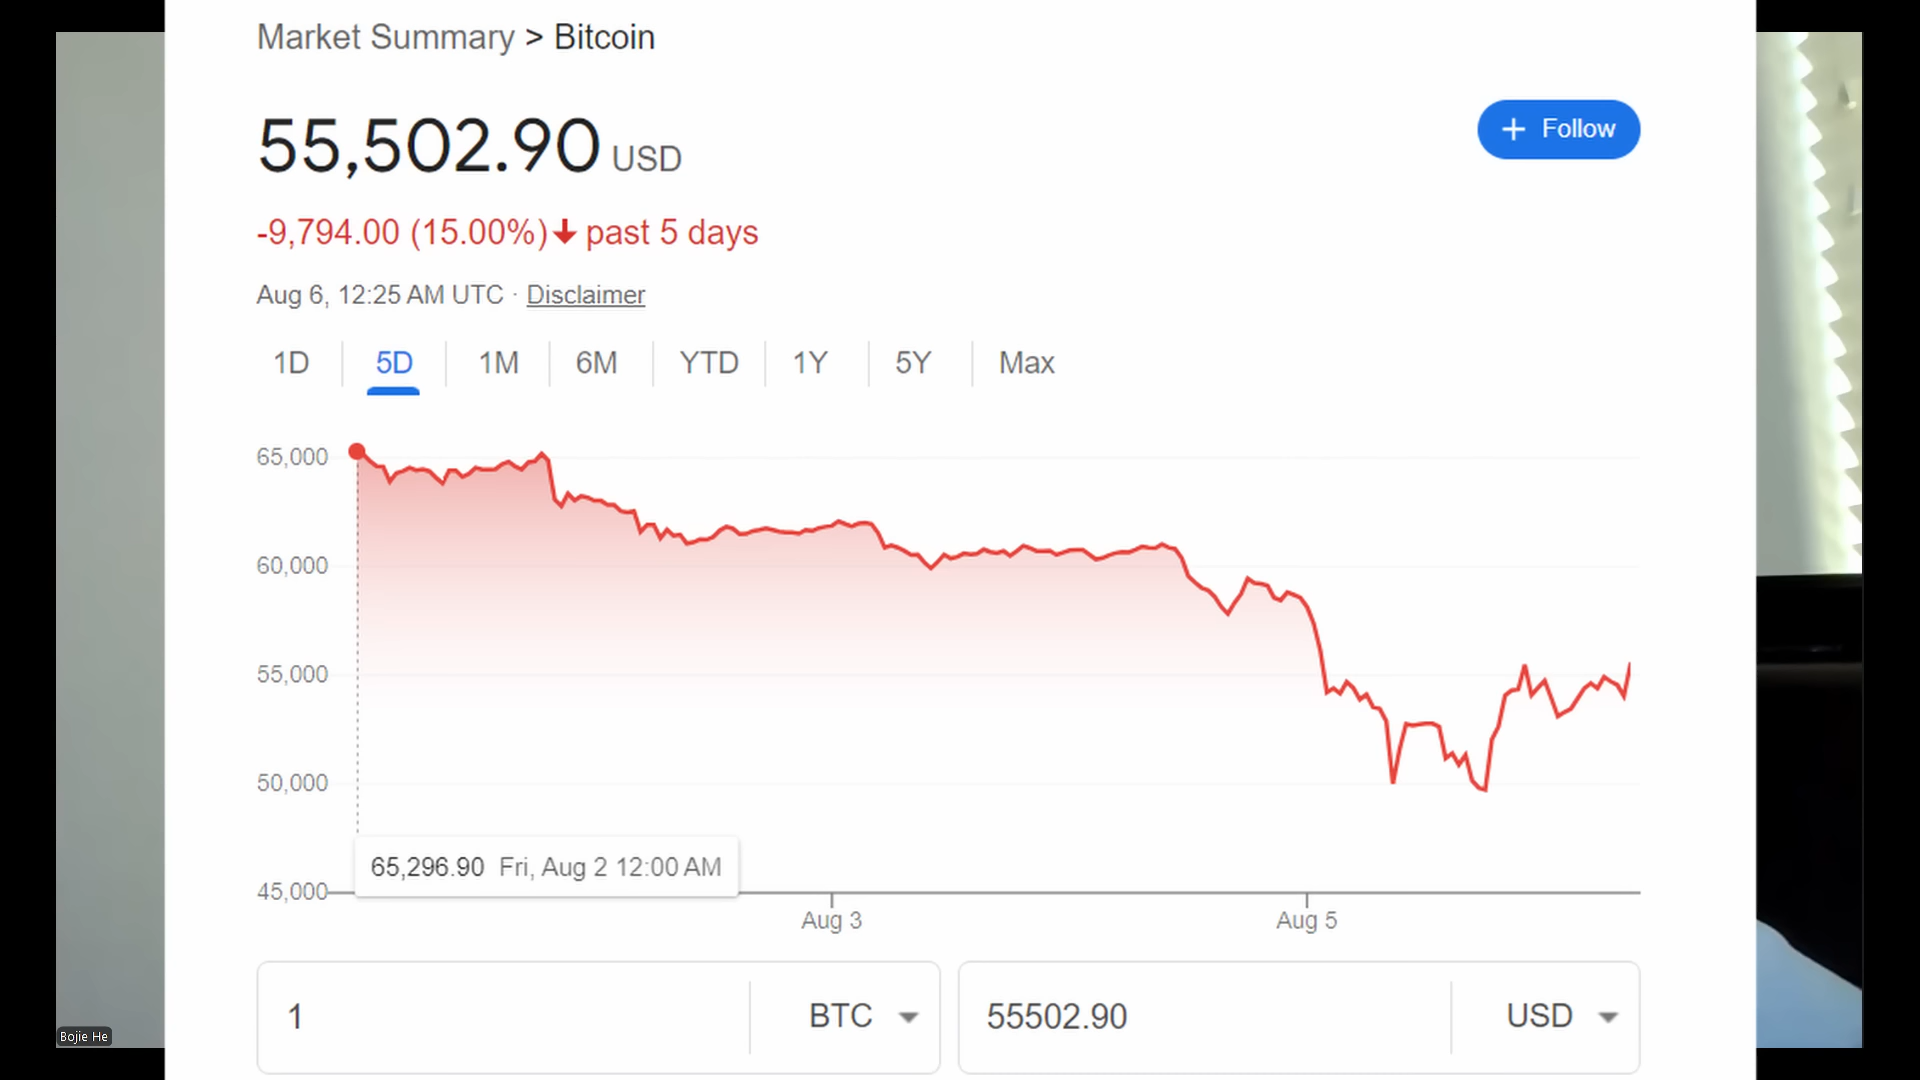 Market Summary > Bitcoin
55,502.90 USD
+ Follow
-9,794.00 (15.00%) past 5 days
Aug 6, 12:25 AM UTC · Disclaimer
1D 5D 1M 6M YTD 1Y 5Y Max
65,000
60,000
55,000
50,000
65,296.90 Fri, Aug 2 12:00 AM
45,000
Aug 3 Aug 5
1 BTC 55502.90 USD
Bojie He